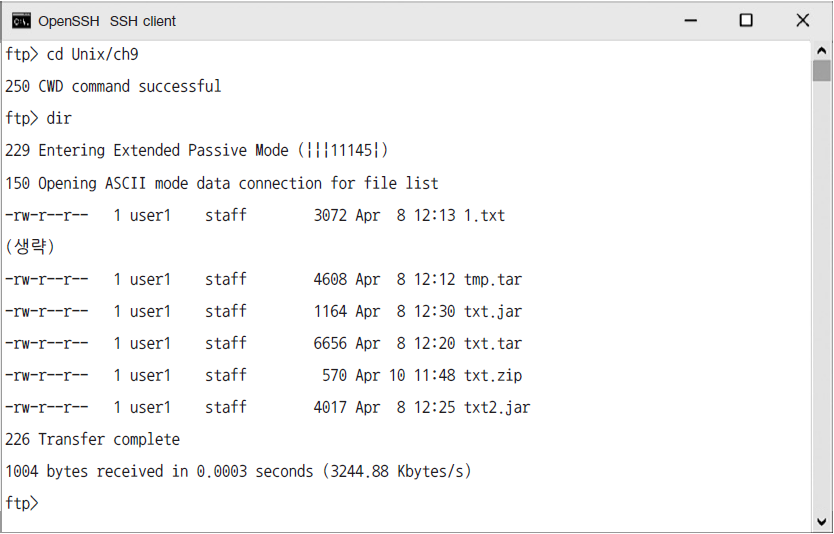 OpenSSH SSH client
ftp> cd Unix/ch9
250 CWD command successful
ftp> dir
229 Entering Extended Passive Mode (¦¦¦11145¦)
150 Opening ASCII mode data connection for file list
-rw-r--r-- 1 user1 staff 3072 Apr 8 12:13 1.txt
(생략)
-rw-r--r-- 1 user1 staff 4608 Apr 8 12:12 tmp.tar
-rw-r--r-- 1 user1 staff 1164 Apr 8 12:30 txt.jar
-rw-r--r-- 1 user1 staff 6656 Apr 8 12:20 txt.tar
-rw-r--r-- 1 user1 staff 570 Apr 10 11:48 txt.zip
-rw-r--r-- 1 user1 staff 4017 Apr 8 12:25 txt2.jar
226 Transfer complete
1004 bytes received in 0.0003 seconds (3244.88 Kbytes/s)
ftp>